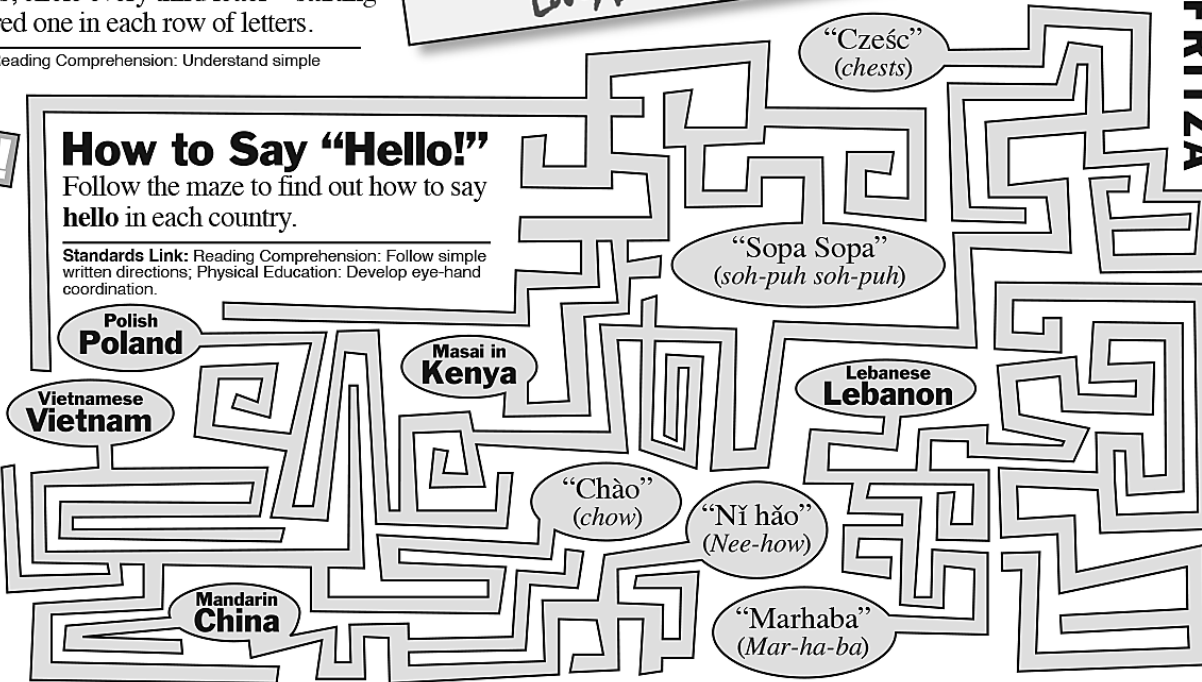 red one in each row of letters.
Reading Comprehension: Understand simple
How to Say “Hello!”
Follow the maze to find out how to say
hello in each country.
Standards Link: Reading Comprehension: Follow simple
written directions; Physical Education: Develop eye-hand
coordination.
“Cześc”
(chests)
“Sopa Sopa”
(soh-puh soh-puh)
Polish
Poland
Masai in
Kenya
Lebanese
Lebanon
Vietnamese
Vietnam
“Chào”
(chow)
“Nǐ hǎo”
(Nee-how)
Mandarin
China
“Marhaba”
(Mar-ha-ba)
RITZA